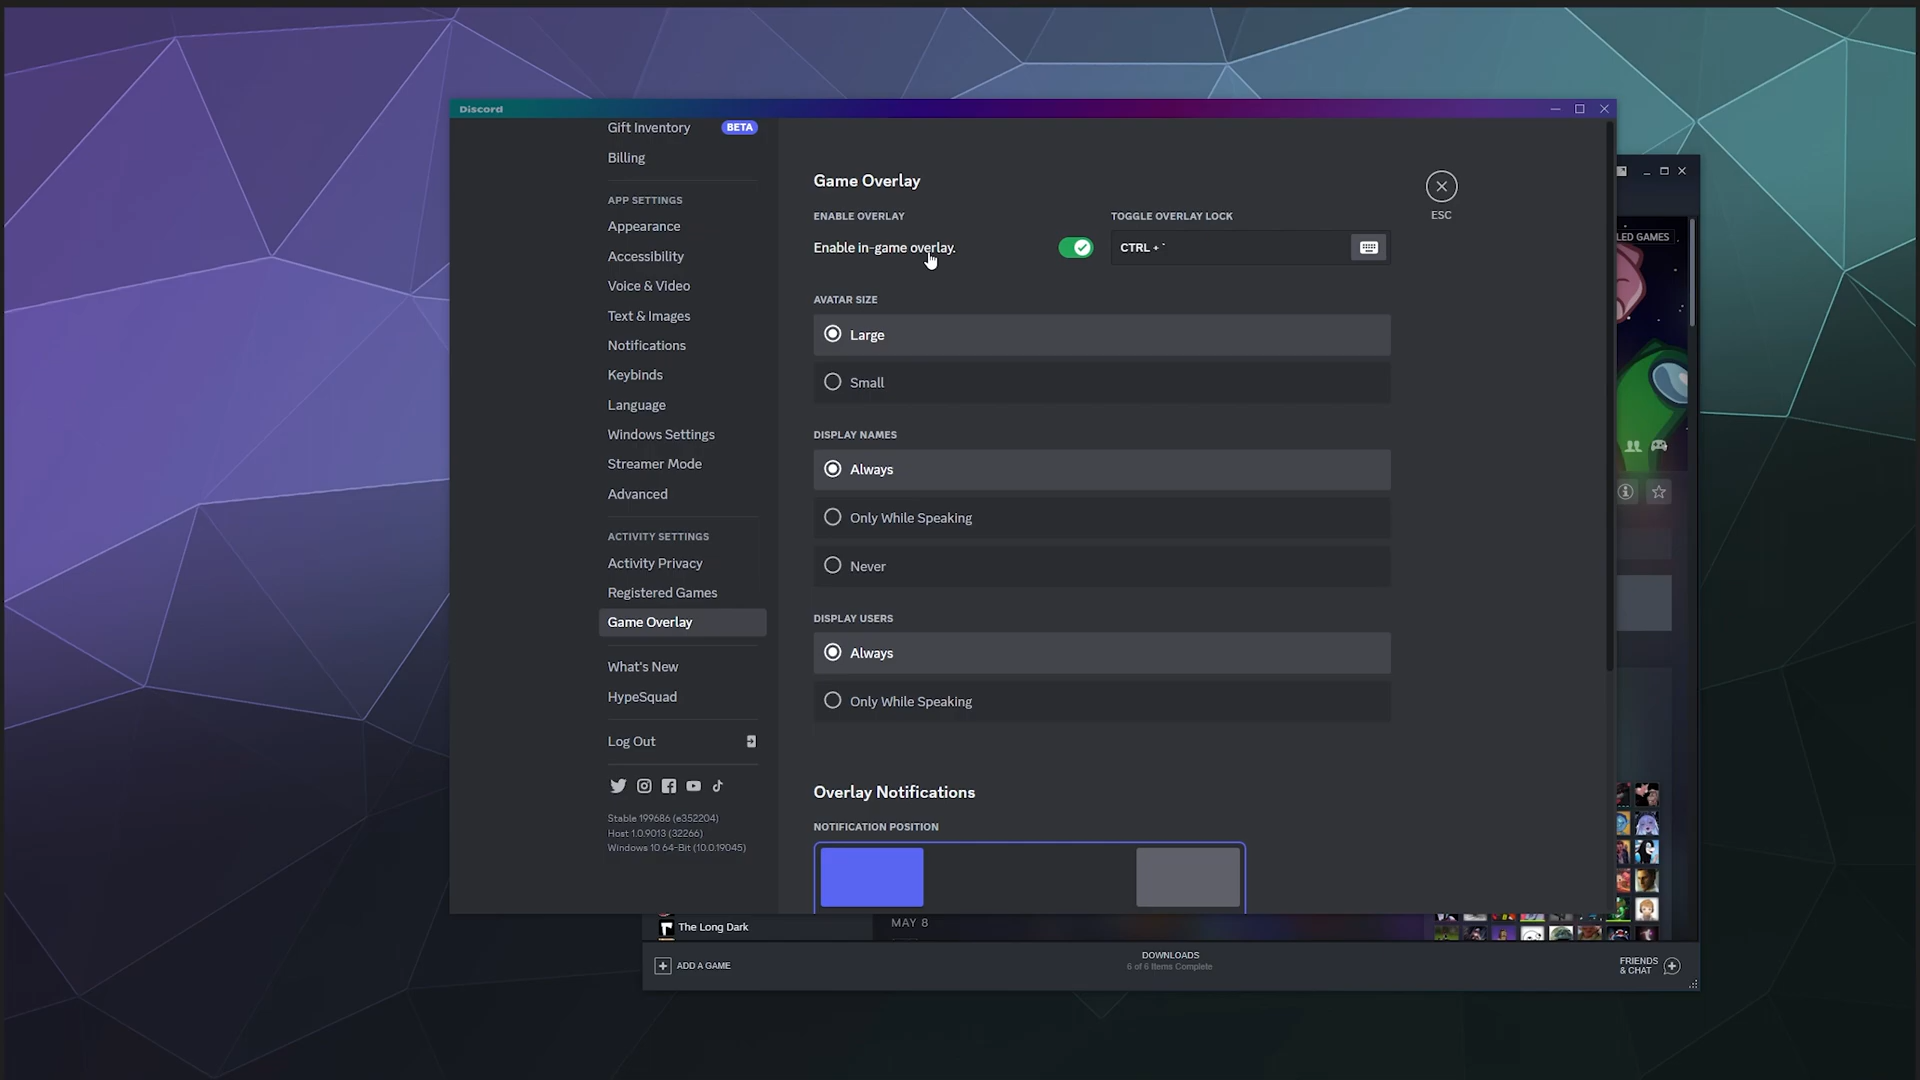 Discord
Gift Inventory BETA
Billing
APP SETTINGS
Appearance
Accessibility
Voice & Video
Text & Images
Notifications
Keybinds
Language
Windows Settings
Streamer Mode
Advanced
ACTIVITY SETTINGS
Activity Privacy
Registered Games
Game Overlay
What's New
HypeSquad
Log Out
Stable 199686 (e352204)
Host 1.0.9013 (32266)
Windows 10 64-Bit (10.0.19045)
Game Overlay
ENABLE OVERLAY
Enable in-game overlay.
TOGGLE OVERLAY LOCK
CTRL + `
ESC
AVATAR SIZE
Large
Small
DISPLAY NAMES
Always
Only While Speaking
Never
DISPLAY USERS
Always
Only While Speaking
Overlay Notifications
NOTIFICATION POSITION
LED GAMES
The Long Dark
MAY 8
ADD A GAME
DOWNLOADS
6 of 6 Items Complete
FRIENDS
& CHAT